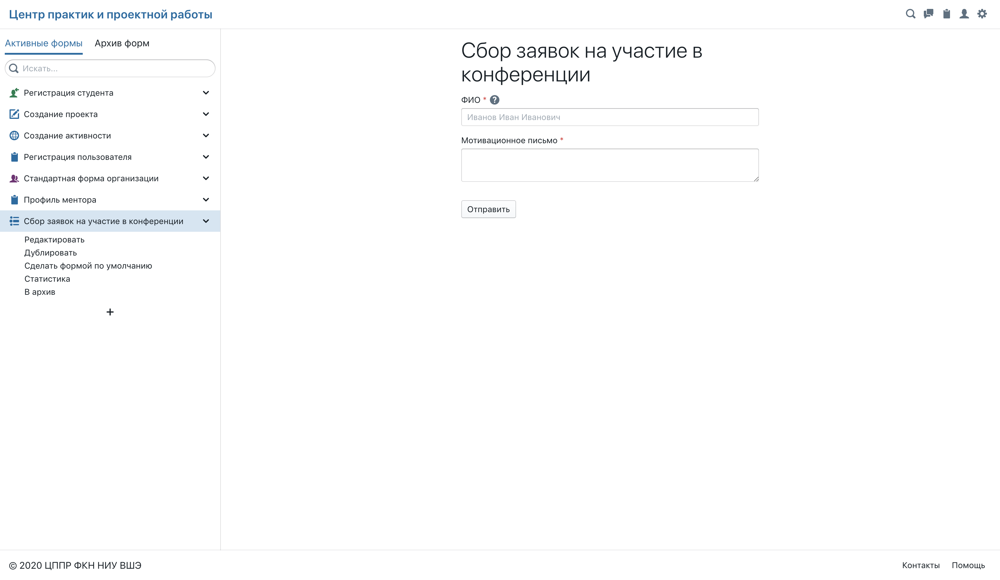 Центр практик и проектной работы
Активные формы Архив форм
Искать...
Регистрация студента
Создание проекта
Создание активности
Регистрация пользователя
Стандартная форма организации
Профиль ментора
Сбор заявок на участие в конференции
Редактировать
Дублировать
Сделать формой по умолчанию
Статистика
В архив
+
Сбор заявок на участие в
конференции
ФИО * ?
Иванов Иван Иванович
Мотивационное письмо *
Отправить
© 2020 ЦППР ФКН НИУ ВШЭ
Контакты Помощь